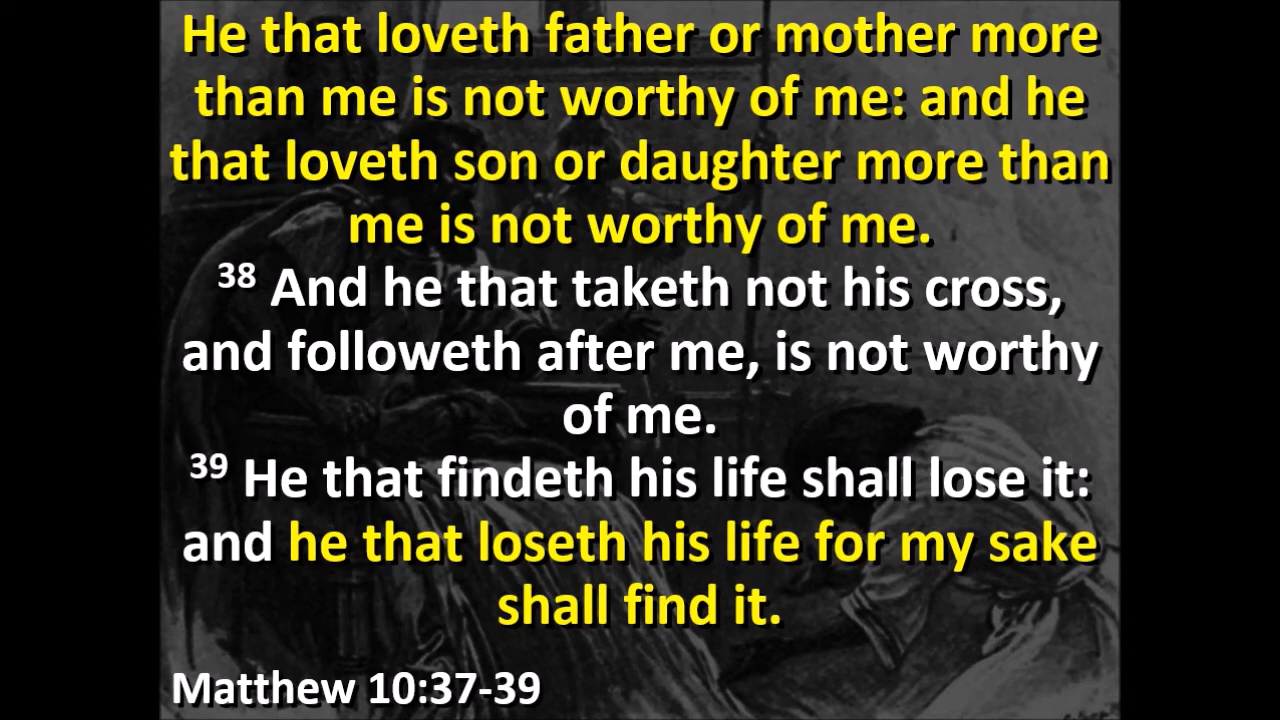 He that loveth father or mother more
than me is not worthy of me: and he
that loveth son or daughter more than
me is not worthy of me.
38 And he that taketh not his cross,
and followeth after me, is not worthy
of me.
39 He that findeth his life shall lose it:
and he that loseth his life for my sake
shall find it.
Matthew 10:37-39